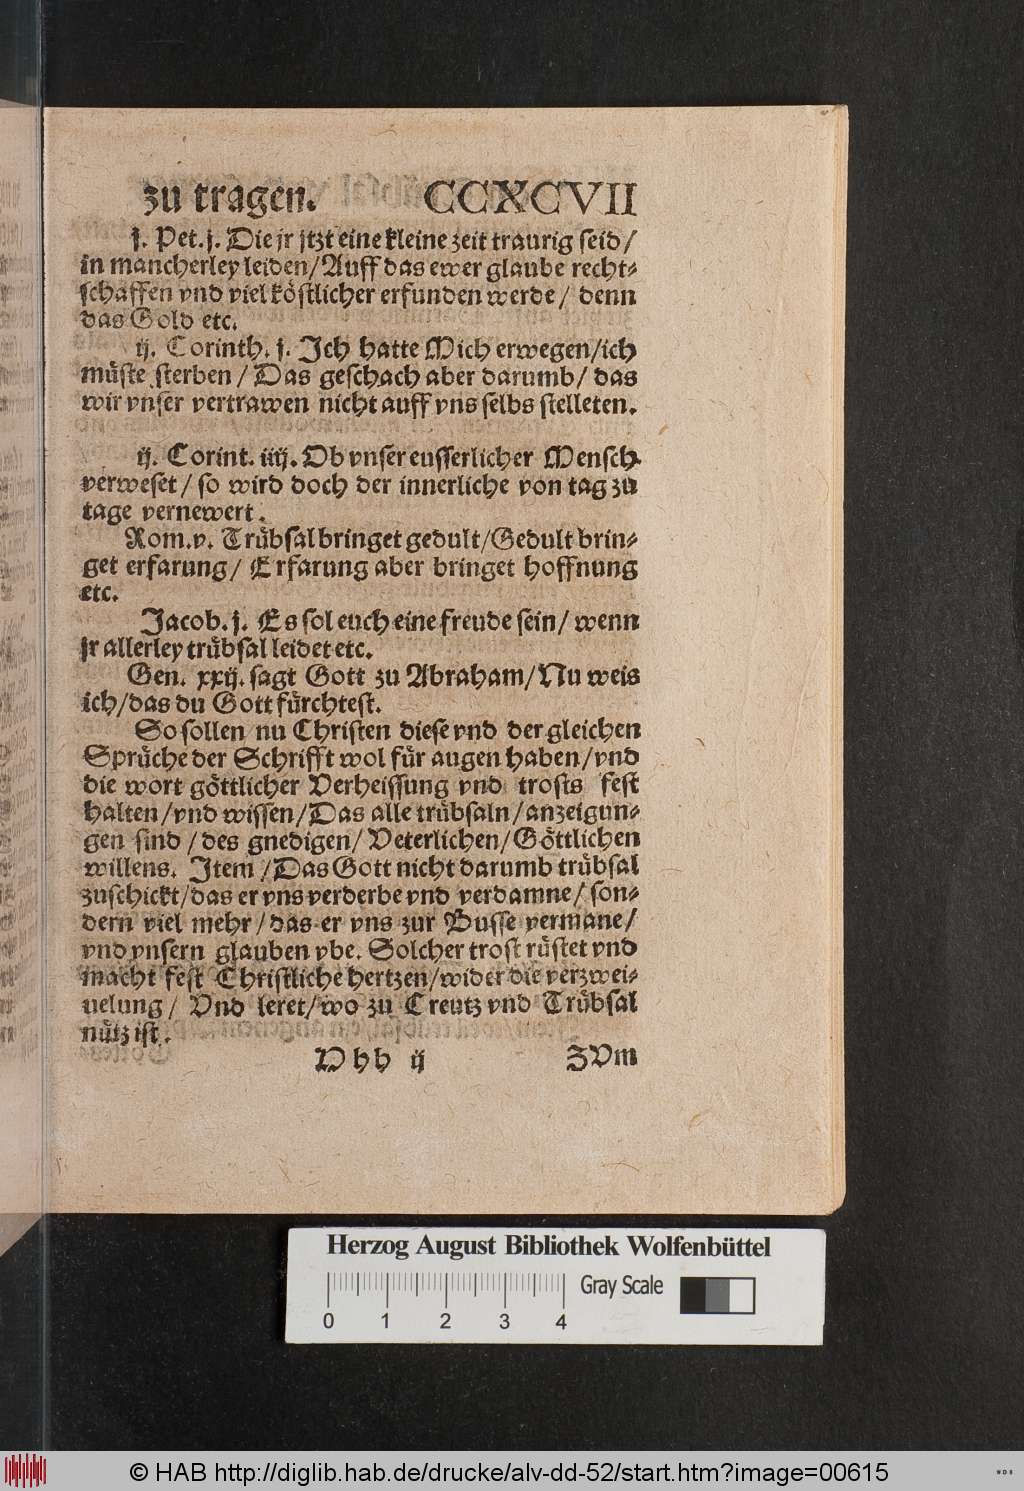 zu tragen. CCXCVII
j. Pet. j. Die jr jtzt eine kleine zeit traurig seid/
in mancherley leiden/Auff das ewer glaube recht-
schaffen vnd viel köstlicher erfunden werde/ denn
das Gold etc.
ij. Corinth. j. Ich hatte Mich erwegen/ich
müste sterben / Das geschach aber darumb/ das
wir vnser vertrawen nicht auff vns selbs stelleten.
ij. Corint. iiij. Ob vnser eusserlicher Mensch
verweset/ so wird doch der innerliche von tag zu
tage vernewert.
Rom. v. Trübsal bringet gedult/Gedult brin-
get erfarung/ Erfarung aber bringet hoffnung
etc.
Jacob. j. Es sol euch eine freude sein/ wenn
jr allerley trübsal leidet etc.
Gen. xxij. sagt Gott zu Abraham/Nu weis
ich/das du Gott fürchtest.
So sollen nu Christen diese vnd der gleichen
Sprüche der Schrifft wol für augen haben/vnd
die wort göttlicher Verheissung vnd trosts fest
halten/vnd wissen/Das alle trübsaln/anzeigun-
gen sind /des gnedigen/ Veterlichen/Göttlichen
willens. Item /Das Gott nicht darumb trübsal
zuschickt/das er vns verderbe vnd verdamne/ son-
dern viel mehr/das er vns zur Busse vermane/
vnd vnsern glauben vbe. Solcher trost rüstet vnd
macht fest Christliche hertzen/wider die verzwei-
uelung/ Vnd leret/wo zu Creutz vnd Trübsal
nütz ist.
Hhh ij ZVm
Herzog August Bibliothek Wolfenbüttel
Gray Scale
0 1 2 3 4
© HAB http://diglib.hab.de/drucke/alv-dd-52/start.htm?image=00615